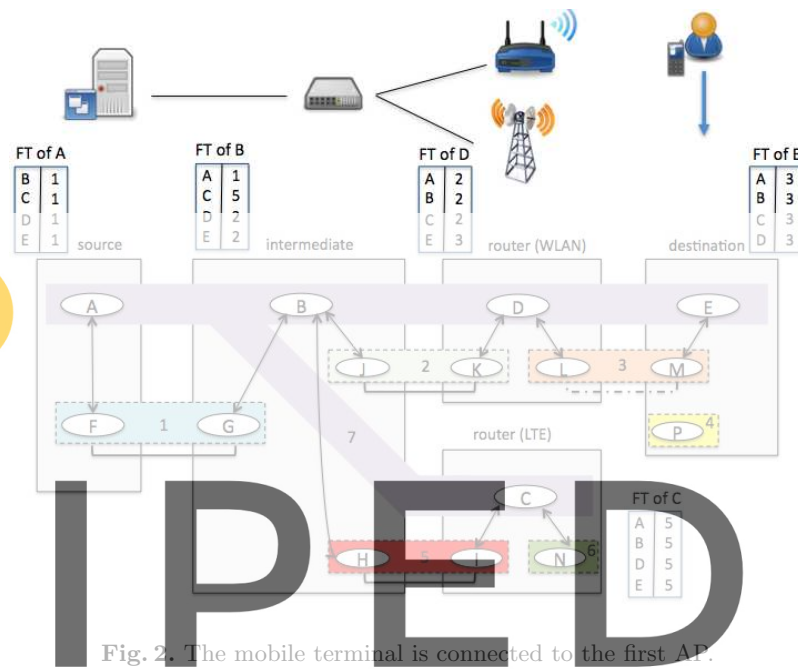 FT of A
B 1
C 1
D 1
E 1
FT of B
A 1
C 5
D 2
E 2
FT of D
A 2
B 2
C 2
E 3
FT of E
A 3
B 3
C 3
D 3
source
intermediate
router (WLAN)
destination
A
B
D
E
J
2
K
L
3
M
F
1
G
P
4
7
router (LTE)
C
H
5
I
N
6
FT of C
A 5
B 5
D 5
E 5
IPED
Fig. 2. The mobile terminal is connected to the first AP.